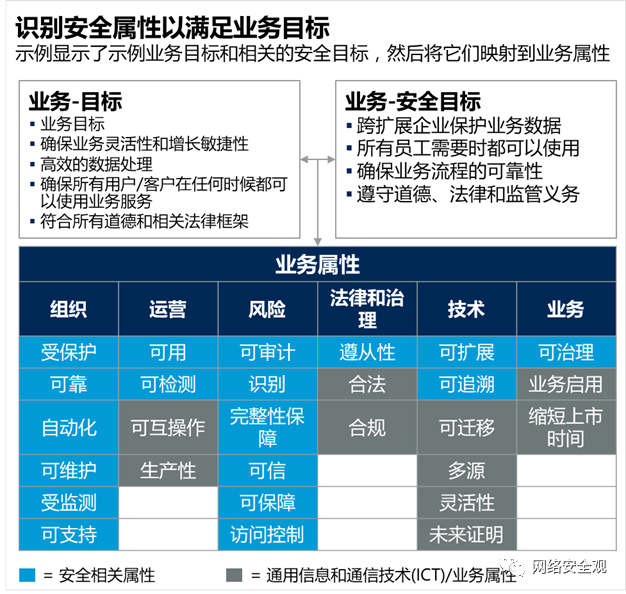 识别安全属性以满足业务目标
示例显示了示例业务目标和相关的安全目标，然后将它们映射到业务属性
业务-目标
▪ 业务目标
▪ 确保业务灵活性和增长敏捷性
▪ 高效的数据处理
▪ 确保所有用户/客户在任何时候都可
以使用业务服务
▪ 符合所有道德和相关法律框架
业务-安全目标
▪ 跨扩展企业保护业务数据
▪ 所有员工需要时都可以使用
▪ 确保业务流程的可靠性
▪ 遵守道德、法律和监管义务
业务属性
组织 运营 风险 法律和治理 技术 业务
受保护 可用 可审计 遵从性 可扩展 可治理
可靠 可检测 识别 合法 可追溯 业务启用
自动化 可互操作 完整性保障 合规 可迁移 缩短上市时间
可维护 生产性 可信 多源
受监测 可保障 灵活性
可支持 访问控制 未来证明
= 安全相关属性 = 通用信息和通信技术(ICT)/业务属性
网络安全观